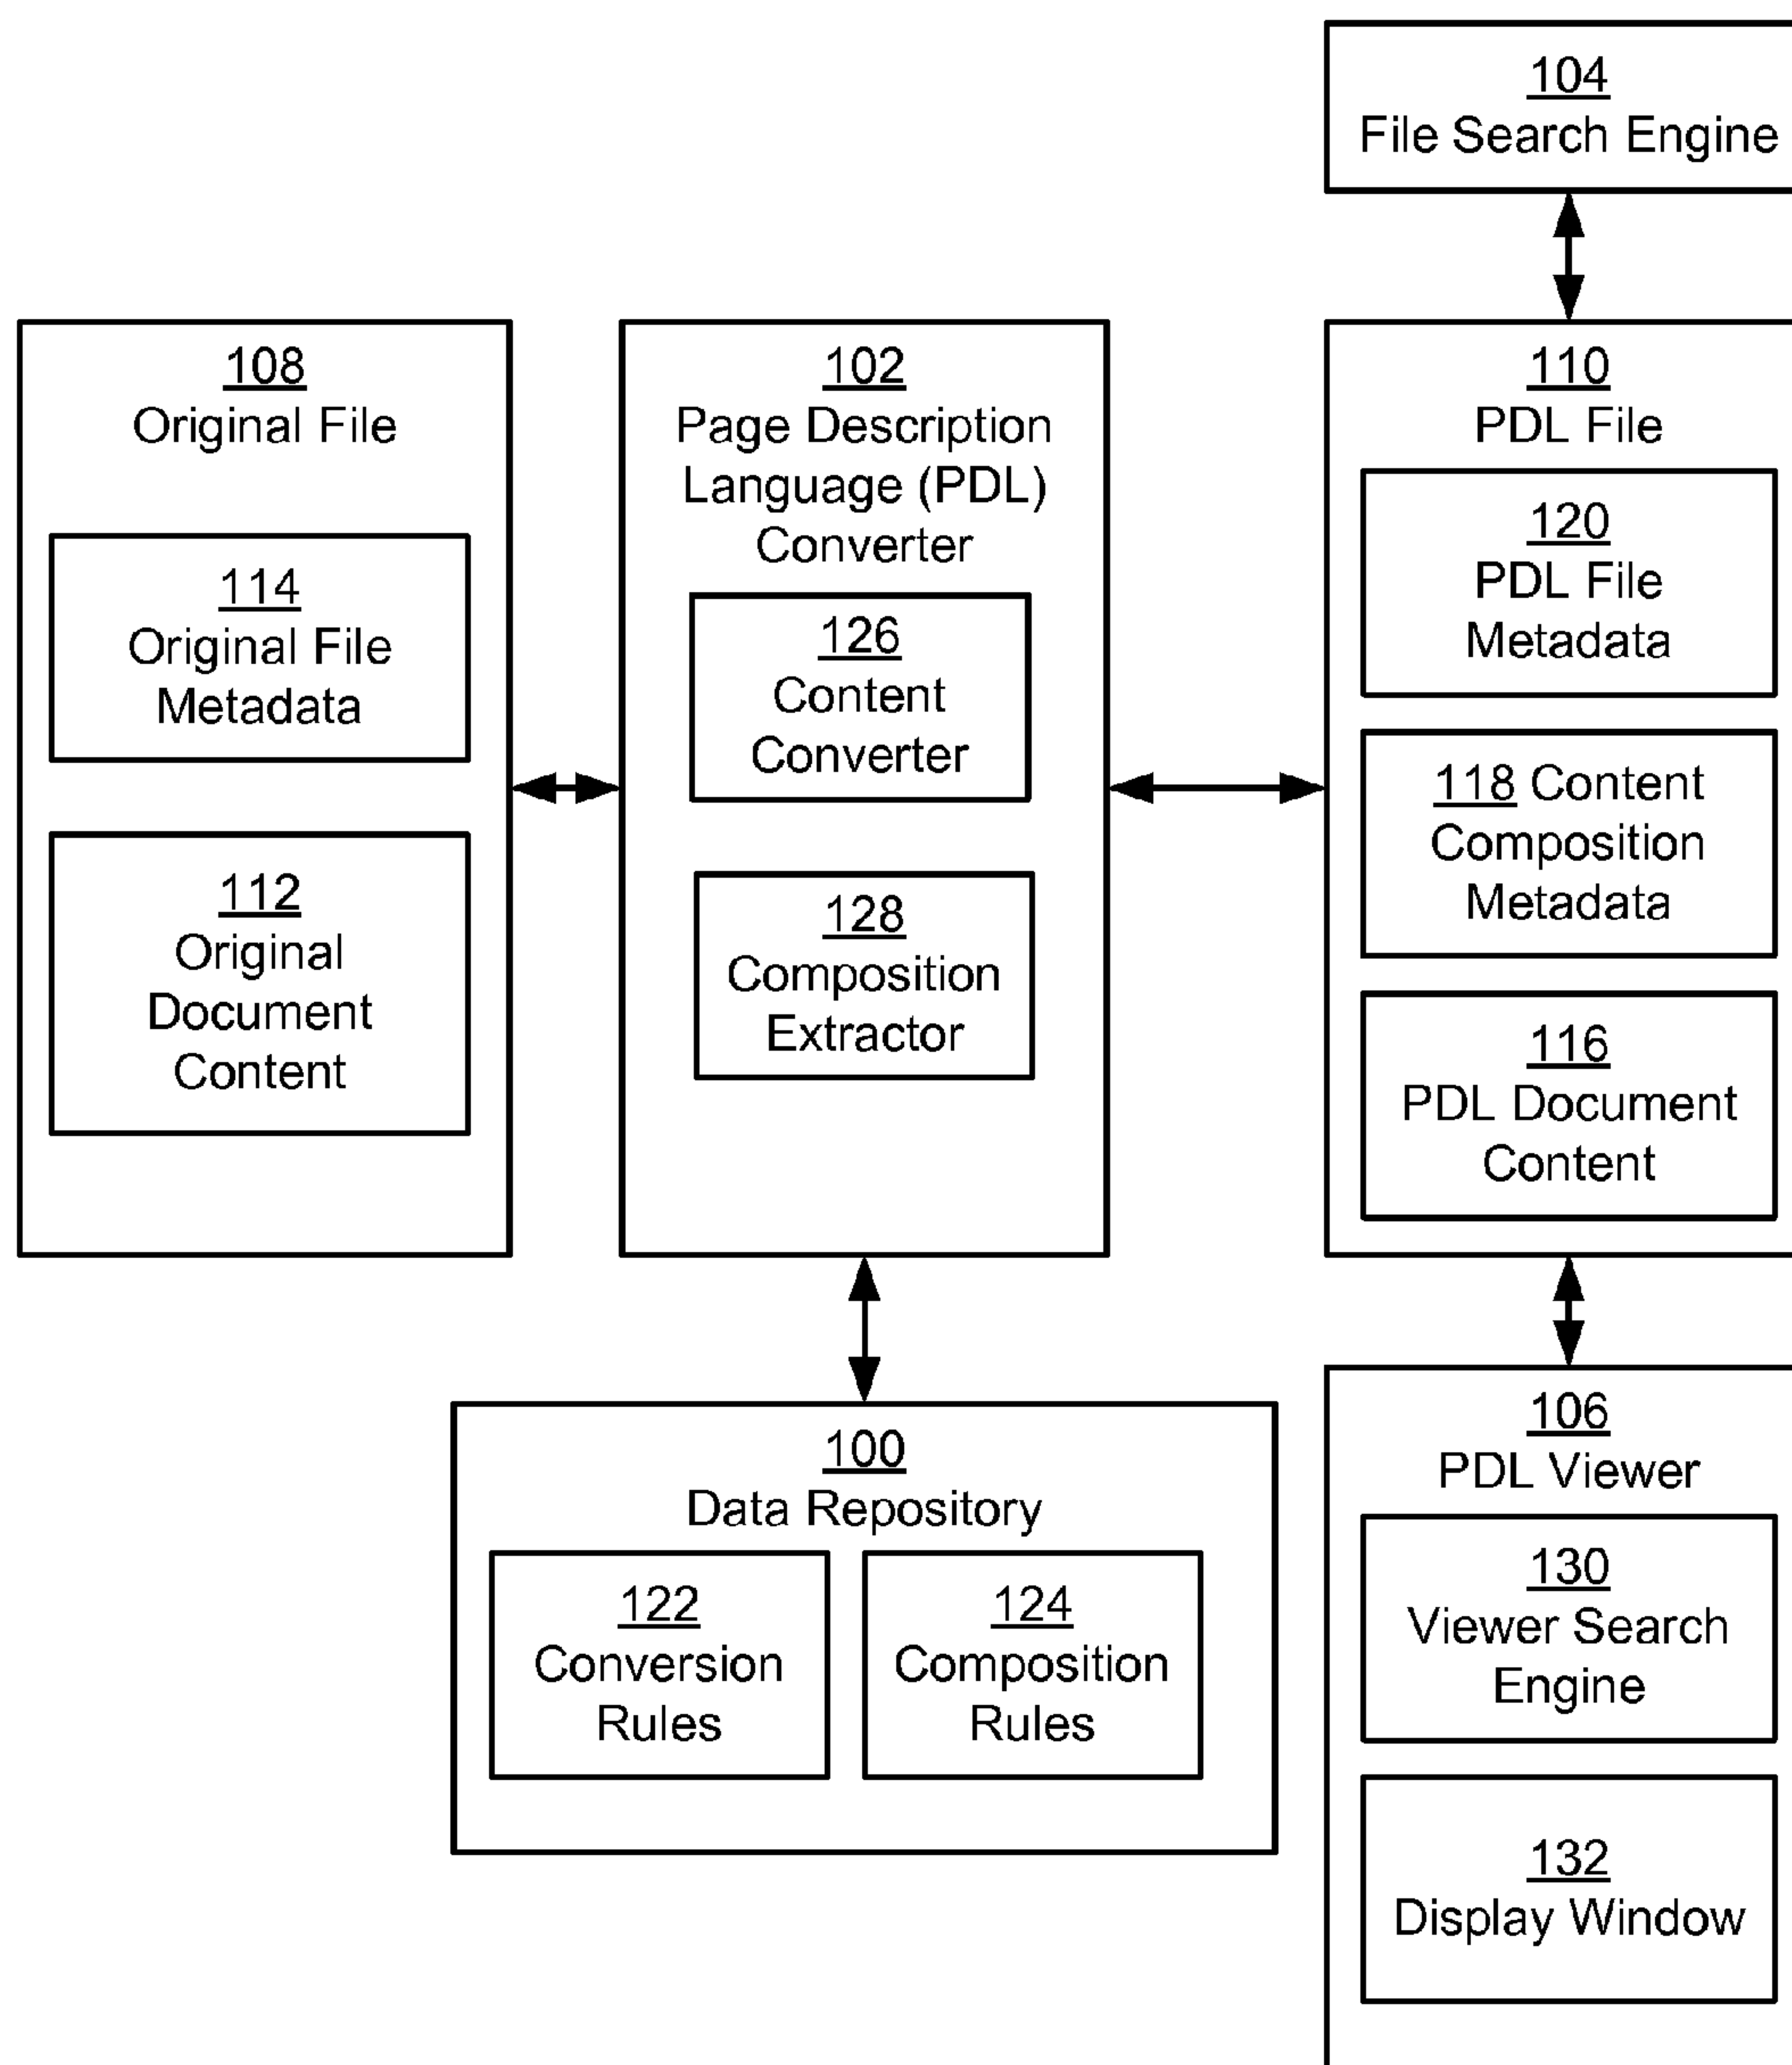 104
File Search Engine
108
Original File
114
Original File
Metadata
112
Original
Document
Content
102
Page Description
Language (PDL)
Converter
126
Content
Converter
128
Composition
Extractor
110
PDL File
120
PDL File
Metadata
118 Content
Composition
Metadata
116
PDL Document
Content
100
Data Repository
122
Conversion
Rules
124
Composition
Rules
106
PDL Viewer
130
Viewer Search
Engine
132
Display Window